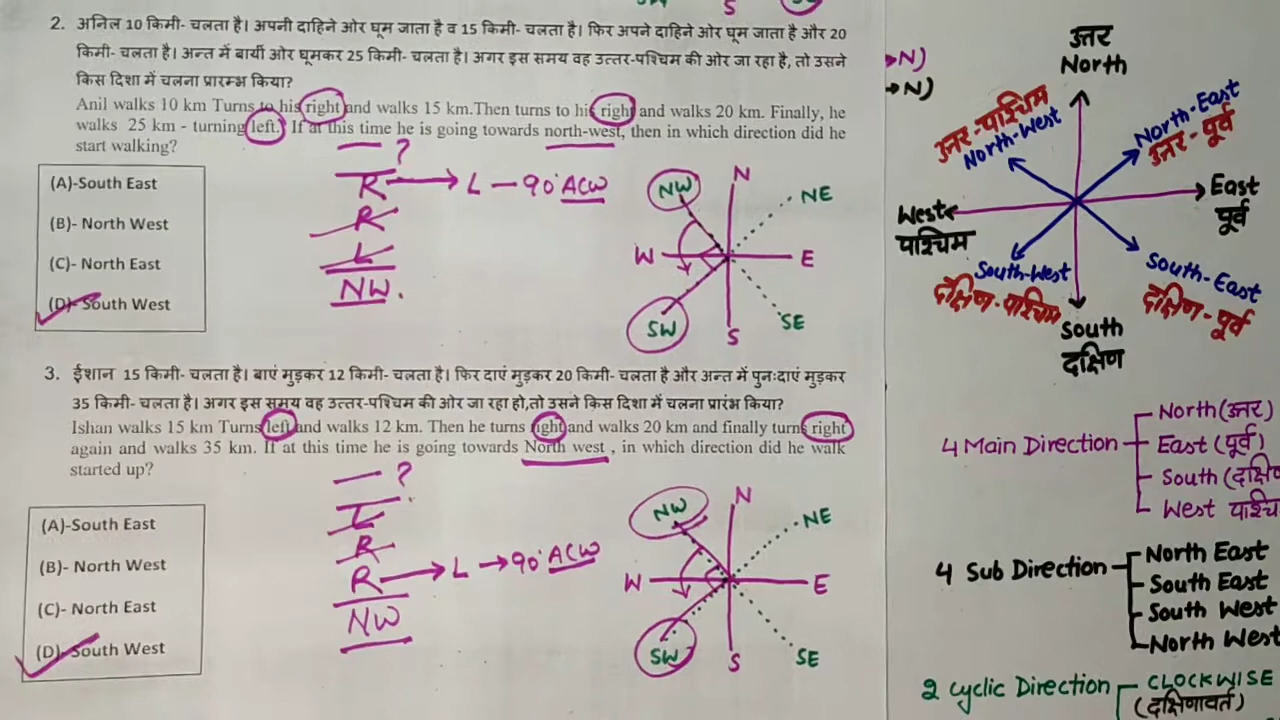 S
2. अनिल 10 किमी- चलता है। अपनी दाहिने ओर घूम जाता है व 15 किमी- चलता है। फिर अपने दाहिने ओर घूम जाता है और 20
किमी- चलता है। अन्त में बायीं ओर घूमकर 25 किमी- चलता है। अगर इस समय वह उत्तर-पश्चिम की ओर जा रहा है, तो उसने
किस दिशा में चलना प्रारम्भ किया?
Anil walks 10 km Turns to his right and walks 15 km.Then turns to his right and walks 20 km. Finally, he
walks 25 km - turning left. If at this time he is going towards north-west, then in which direction did he
start walking?
(A)-South East
(B)- North West
(C)- North East
(D)- South West
?
R → L - 90° ACW
R
L
NW.
N
NW
NE
W
E
SW
SE
S
3. ईशान 15 किमी- चलता है। बाएं मुड़कर 12 किमी- चलता है। फिर दाएं मुड़कर 20 किमी- चलता है और अन्त में पुनःदाएं मुड़कर
35 किमी- चलता है। अगर इस समय वह उत्तर-पश्चिम की ओर जा रहा हो,तो उसने किस दिशा में चलना प्रारंभ किया?
Ishan walks 15 km Turns left and walks 12 km. Then he turns right and walks 20 km and finally turns right
again and walks 35 km. If at this time he is going towards North west , in which direction did he walk
started up?
(A)-South East
(B)- North West
(C)- North East
(D)- South West
?
L
R
R → L → 90° ACW
NW
N
NW
NE
W
E
SW
SE
S
→N)
→N)
उत्तर
North
उत्तर-पश्चिम
North-West
North-East
उत्तर-पूर्व
West
पश्चिम
East
पूर्व
South-West
दक्षिण-पश्चिम
South-East
दक्षिण-पूर्व
South
दक्षिण
4 Main Direction
North (उत्तर)
East (पूर्व)
South
West
4 Sub Direction
North East
South East
South West
North West
2 Cyclic Direction
CLOCKWISE
(दक्षिणावर्त)